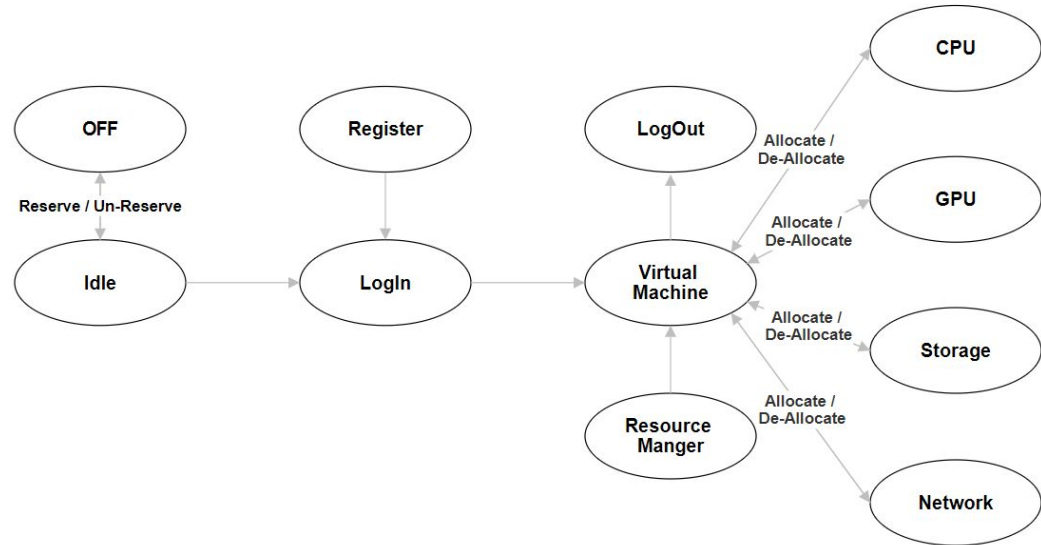 CPU
OFF
Register
LogOut
Allocate /
De-Allocate
Reserve / Un-Reserve
GPU
Allocate /
De-Allocate
Idle
LogIn
Virtual
Machine
Allocate /
De-Allocate
Storage
Allocate /
De-Allocate
Resource
Manger
Network